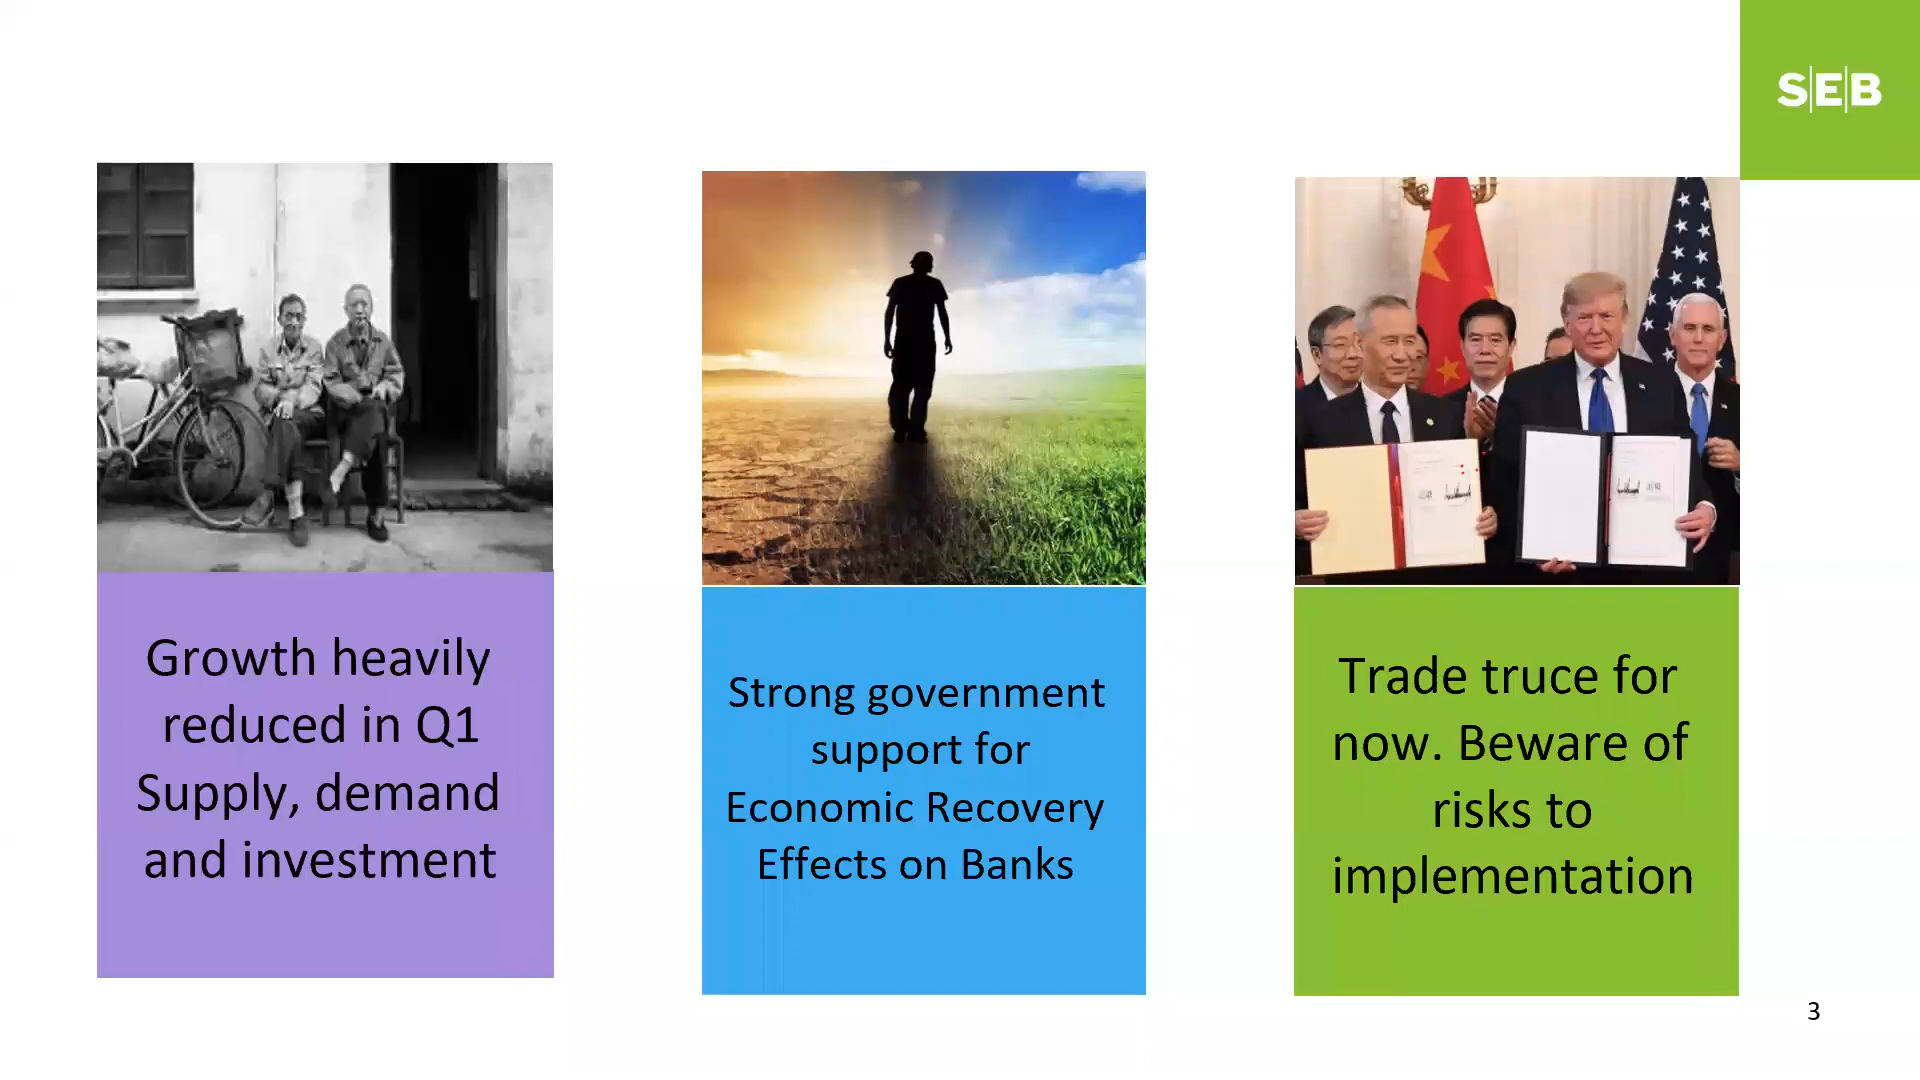 S|E|B
Growth heavily
reduced in Q1
Supply, demand
and investment
Strong government
support for
Economic Recovery
Effects on Banks
Trade truce for
now. Beware of
risks to
implementation
3